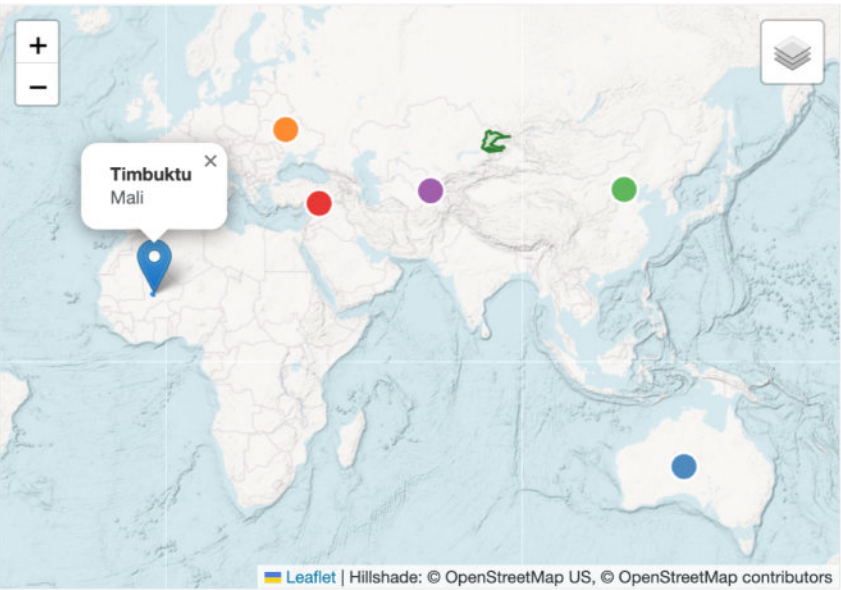 +
−
Timbuktu
×
Mali
Leaflet | Hillshade: © OpenStreetMap US, © OpenStreetMap contributors